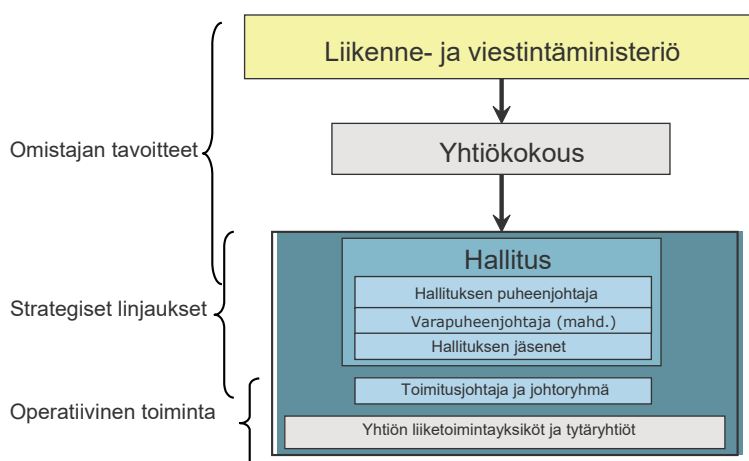 Liikenne- ja viestintäministeriö
Omistajan tavoitteet
Yhtiökokous
Hallitus
Hallituksen puheenjohtaja
Strategiset linjaukset
Varapuheenjohtaja (mahd.)
Hallituksen jäsenet
Toimitusjohtaja ja johtoryhmä
Operatiivinen toiminta
Yhtiön liiketoimintayksiköt ja tytäryhtiöt